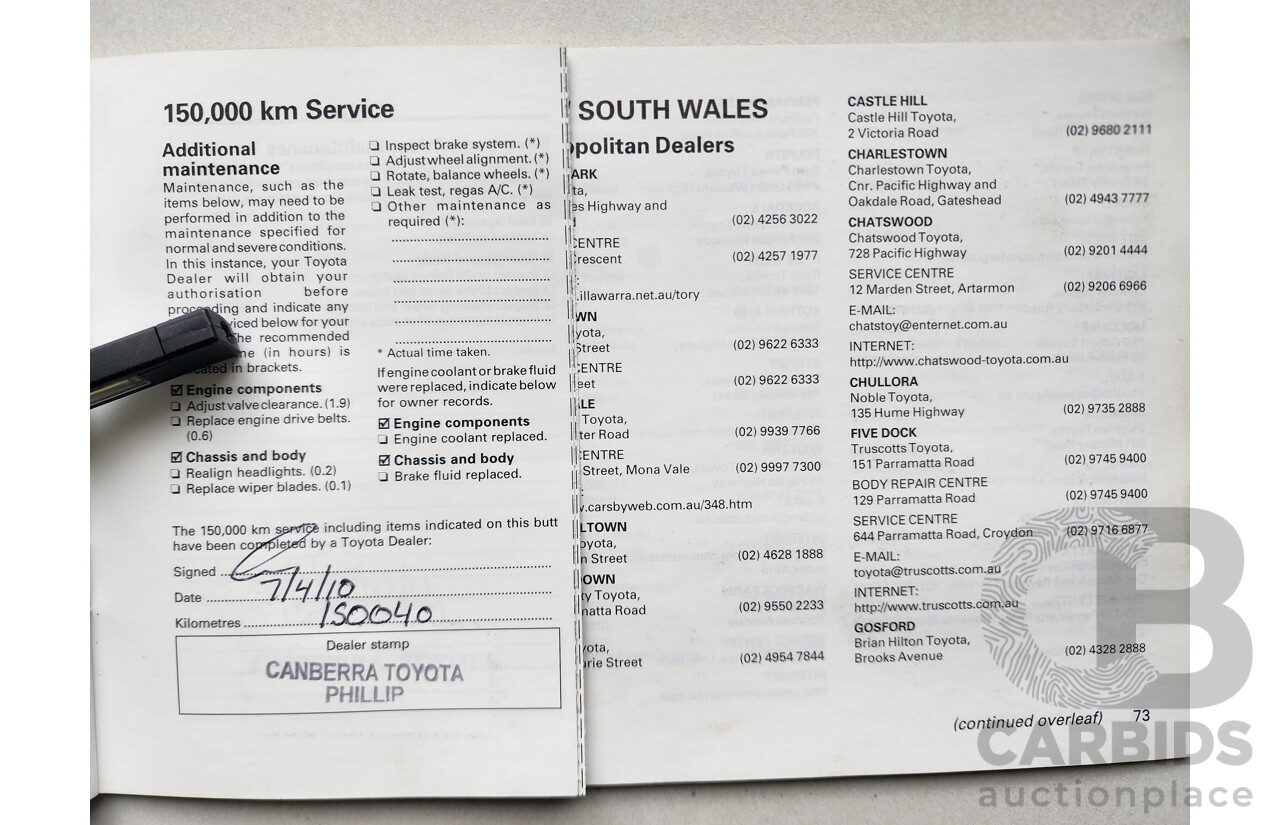 150,000 km Service
Additional
maintenance
Maintenance, such as the
items below, may need to be
performed in addition to the
maintenance specified for
normal and severe conditions.
In this instance, your Toyota
Dealer will obtain your
authorisation before
proceeding and indicate any
viced below for your
he recommended
me (in hours) is
cated in brackets.
☑ Engine components
❑ Adjust valve clearance. (1.9)
❑ Replace engine drive belts.
(0.6)
☑ Chassis and body
❑ Realign headlights. (0.2)
❑ Replace wiper blades. (0.1)
❑ Inspect brake system. (*)
❑ Adjust wheel alignment. (*)
❑ Rotate, balance wheels. (*)
❑ Leak test, regas A/C. (*)
❑ Other maintenance as
required (*):
* Actual time taken.
If engine coolant or brake fluid
were replaced, indicate below
for owner records.
☑ Engine components
❑ Engine coolant replaced.
☑ Chassis and body
❑ Brake fluid replaced.
The 150,000 km service including items indicated on this butt
have been completed by a Toyota Dealer:
Signed
Date 7/4/10
Kilometres 150040
Dealer stamp
CANBERRA TOYOTA
PHILLIP
SOUTH WALES
politan Dealers
ARK
ta,
es Highway and
(02) 4256 3022
CENTRE
rescent (02) 4257 1977
:
.illawarra.net.au/tory
WN
yota,
Street (02) 9622 6333
CENTRE
eet (02) 9622 6333
LE
Toyota,
ter Road (02) 9939 7766
CENTRE
Street, Mona Vale (02) 9997 7300
:
.carsbyweb.com.au/348.htm
LTOWN
oyota,
n Street (02) 4628 1888
OWN
y Toyota,
matta Road (02) 9550 2233
yota,
rie Street (02) 4954 7844
CASTLE HILL
Castle Hill Toyota,
2 Victoria Road (02) 9680 2111
CHARLESTOWN
Charlestown Toyota,
Cnr. Pacific Highway and
Oakdale Road, Gateshead (02) 4943 7777
CHATSWOOD
Chatswood Toyota,
728 Pacific Highway (02) 9201 4444
SERVICE CENTRE
12 Marden Street, Artarmon (02) 9206 6966
E-MAIL:
chatstoy@enternet.com.au
INTERNET:
http://www.chatswood-toyota.com.au
CHULLORA
Noble Toyota,
135 Hume Highway (02) 9735 2888
FIVE DOCK
Truscotts Toyota,
151 Parramatta Road (02) 9745 9400
BODY REPAIR CENTRE
129 Parramatta Road (02) 9745 9400
SERVICE CENTRE
644 Parramatta Road, Croydon (02) 9716 6877
E-MAIL:
toyota@truscotts.com.au
INTERNET:
http://www.truscotts.com.au
GOSFORD
Brian Hilton Toyota,
Brooks Avenue (02) 4328 2888
(continued overleaf) 73
CB
CARBIDS
auctionplace